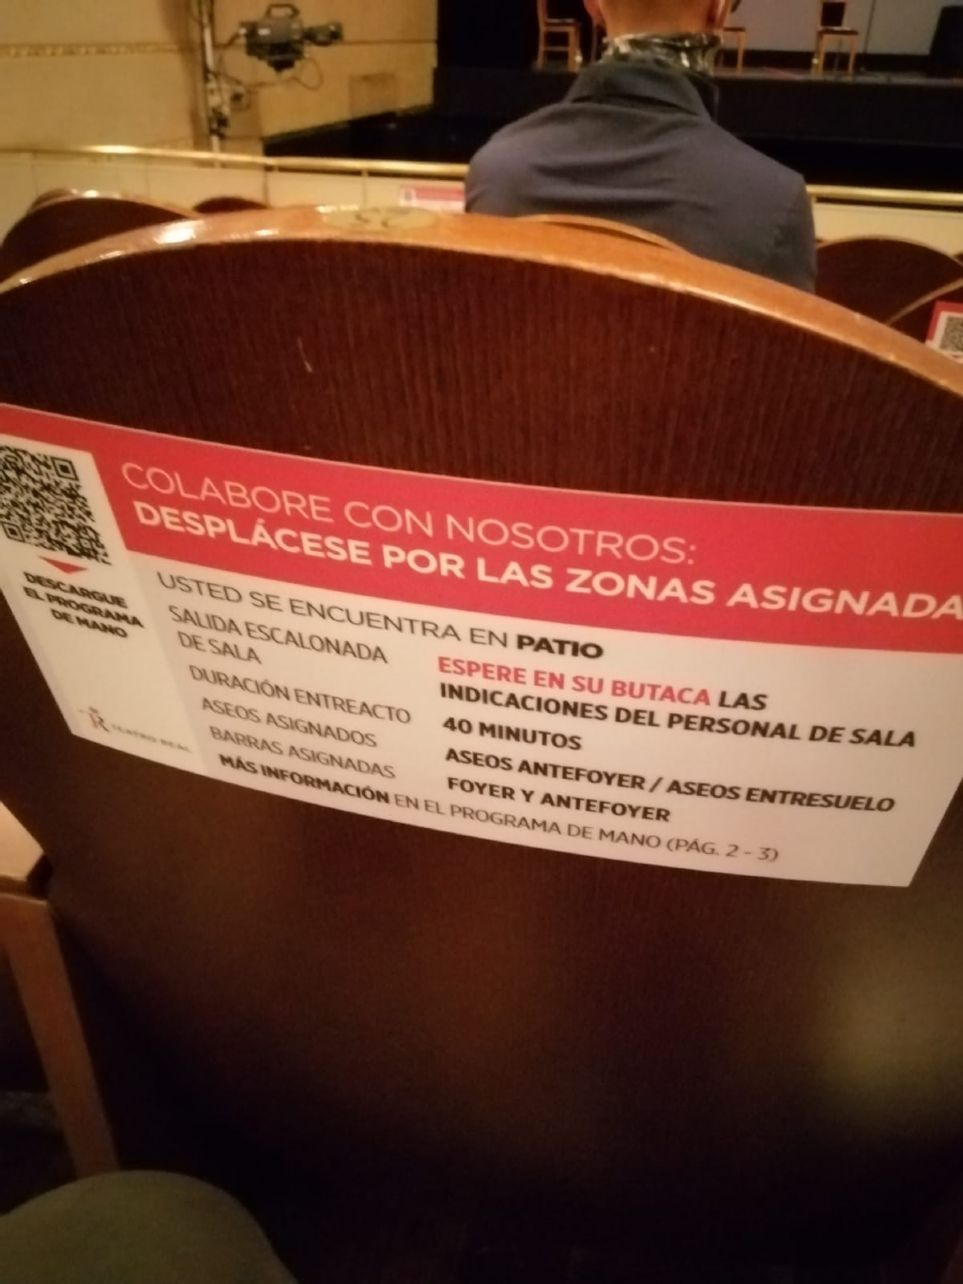 COLABORE CON NOSOTROS:
DESPLÁCESE POR LAS ZONAS ASIGNADA
DESCARGUE
EL PROGRAMA
DE MANO
TEATRO REAL
USTED SE ENCUENTRA EN PATIO
SALIDA ESCALONADA
DE SALA
ESPERE EN SU BUTACA LAS
INDICACIONES DEL PERSONAL DE SALA
DURACIÓN ENTREACTO
40 MINUTOS
ASEOS ASIGNADOS
ASEOS ANTEFOYER / ASEOS ENTRESUELO
BARRAS ASIGNADAS
FOYER Y ANTEFOYER
MÁS INFORMACIÓN EN EL PROGRAMA DE MANO (PÁG. 2 - 3)